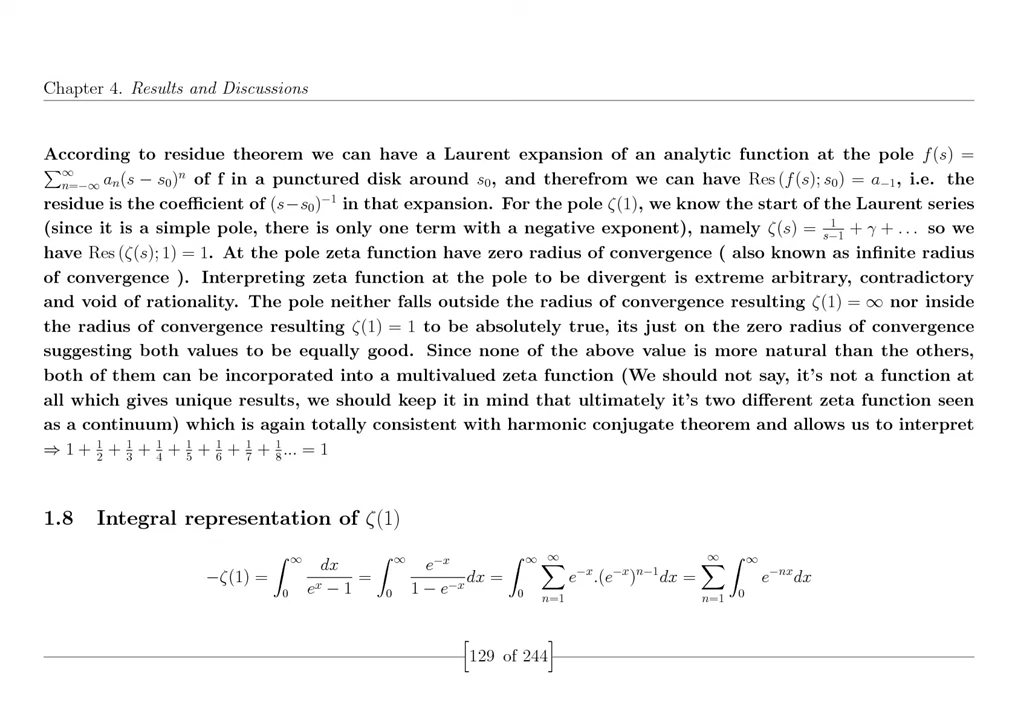 Chapter 4. Results and Discussions
According to residue theorem we can have a Laurent expansion of an analytic function at the pole f(s) =
∑_{n=−∞}^{∞} a_n(s − s_0)^n of f in a punctured disk around s_0, and therefrom we can have Res (f(s); s_0) = a_{−1}, i.e. the
residue is the coefficient of (s−s_0)^{−1} in that expansion. For the pole ζ(1), we know the start of the Laurent series
(since it is a simple pole, there is only one term with a negative exponent), namely ζ(s) = \frac{1}{s−1} + γ + . . . so we
have Res (ζ(s); 1) = 1. At the pole zeta function have zero radius of convergence ( also known as infinite radius
of convergence ). Interpreting zeta function at the pole to be divergent is extreme arbitrary, contradictory
and void of rationality. The pole neither falls outside the radius of convergence resulting ζ(1) = ∞ nor inside
the radius of convergence resulting ζ(1) = 1 to be absolutely true, its just on the zero radius of convergence
suggesting both values to be equally good. Since none of the above value is more natural than the others,
both of them can be incorporated into a multivalued zeta function (We should not say, it's not a function at
all which gives unique results, we should keep it in mind that ultimately it's two different zeta function seen
as a continuum) which is again totally consistent with harmonic conjugate theorem and allows us to interpret
⇒ 1 + \frac{1}{2} + \frac{1}{3} + \frac{1}{4} + \frac{1}{5} + \frac{1}{6} + \frac{1}{7} + \frac{1}{8}... = 1
1.8 Integral representation of ζ(1)
−ζ(1) = ∫_0^∞ \frac{dx}{e^x − 1} = ∫_0^∞ \frac{e^{−x}}{1 − e^{−x}} dx = ∫_0^∞ ∑_{n=1}^∞ e^{−x}.(e^{−x})^{n−1} dx = ∑_{n=1}^∞ ∫_0^∞ e^{−nx} dx
[129 of 244]